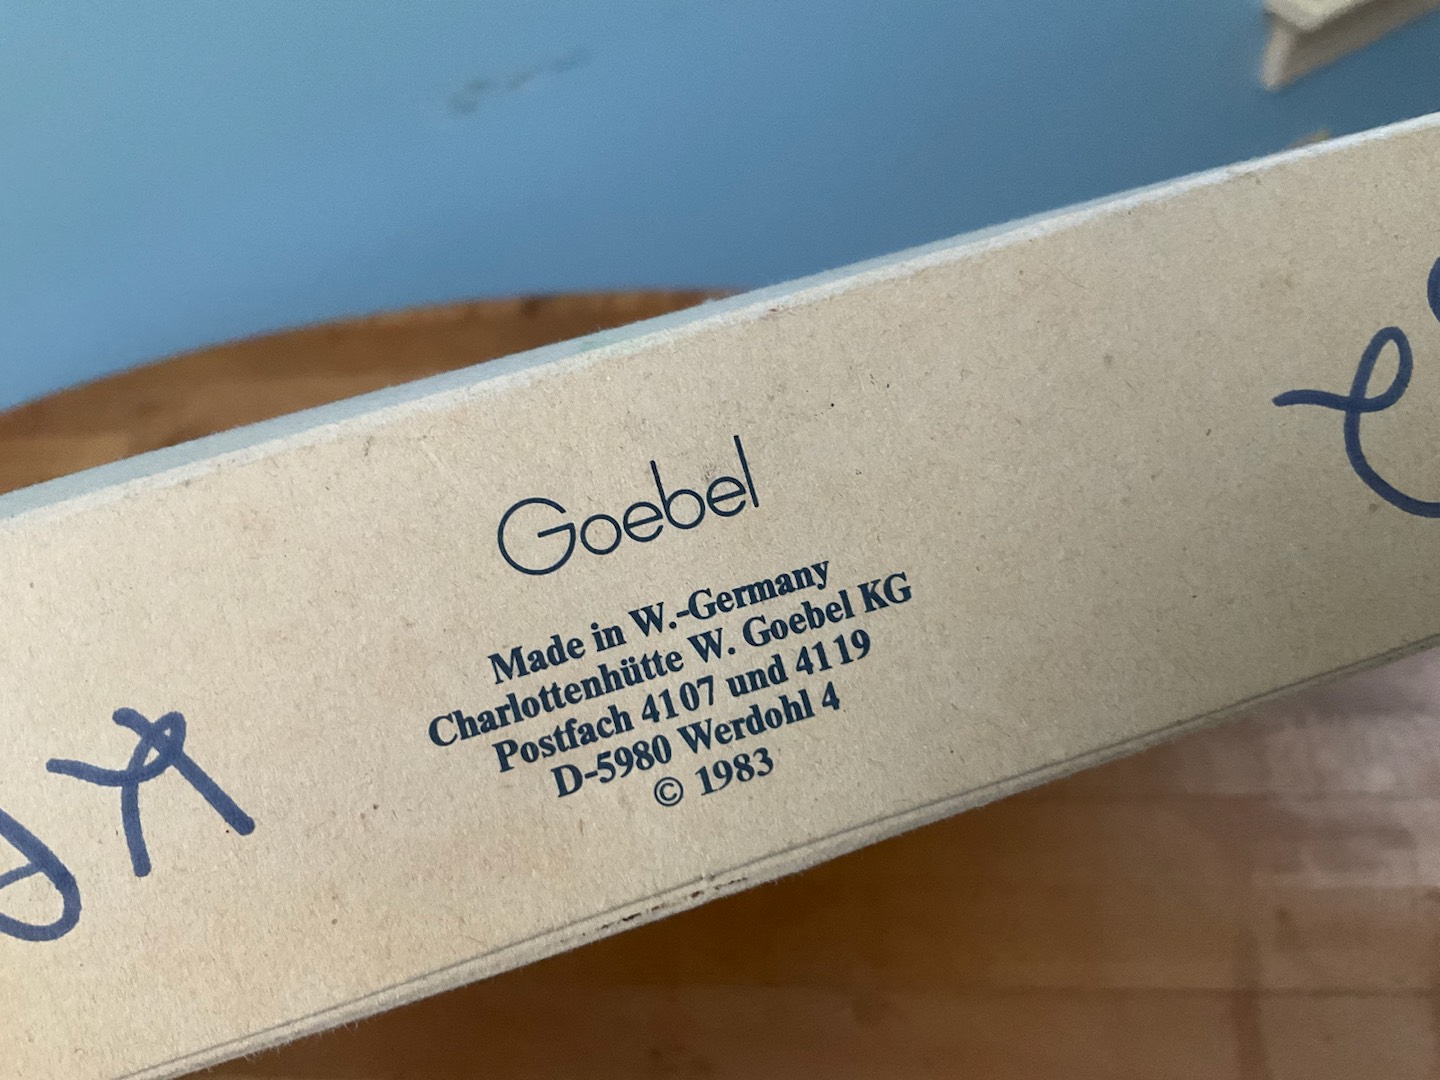 Goebel
Made in W.-Germany
Charlottenhütte W. Goebel KG
Postfach 4107 und 4119
D-5980 Werdohl 4
© 1983